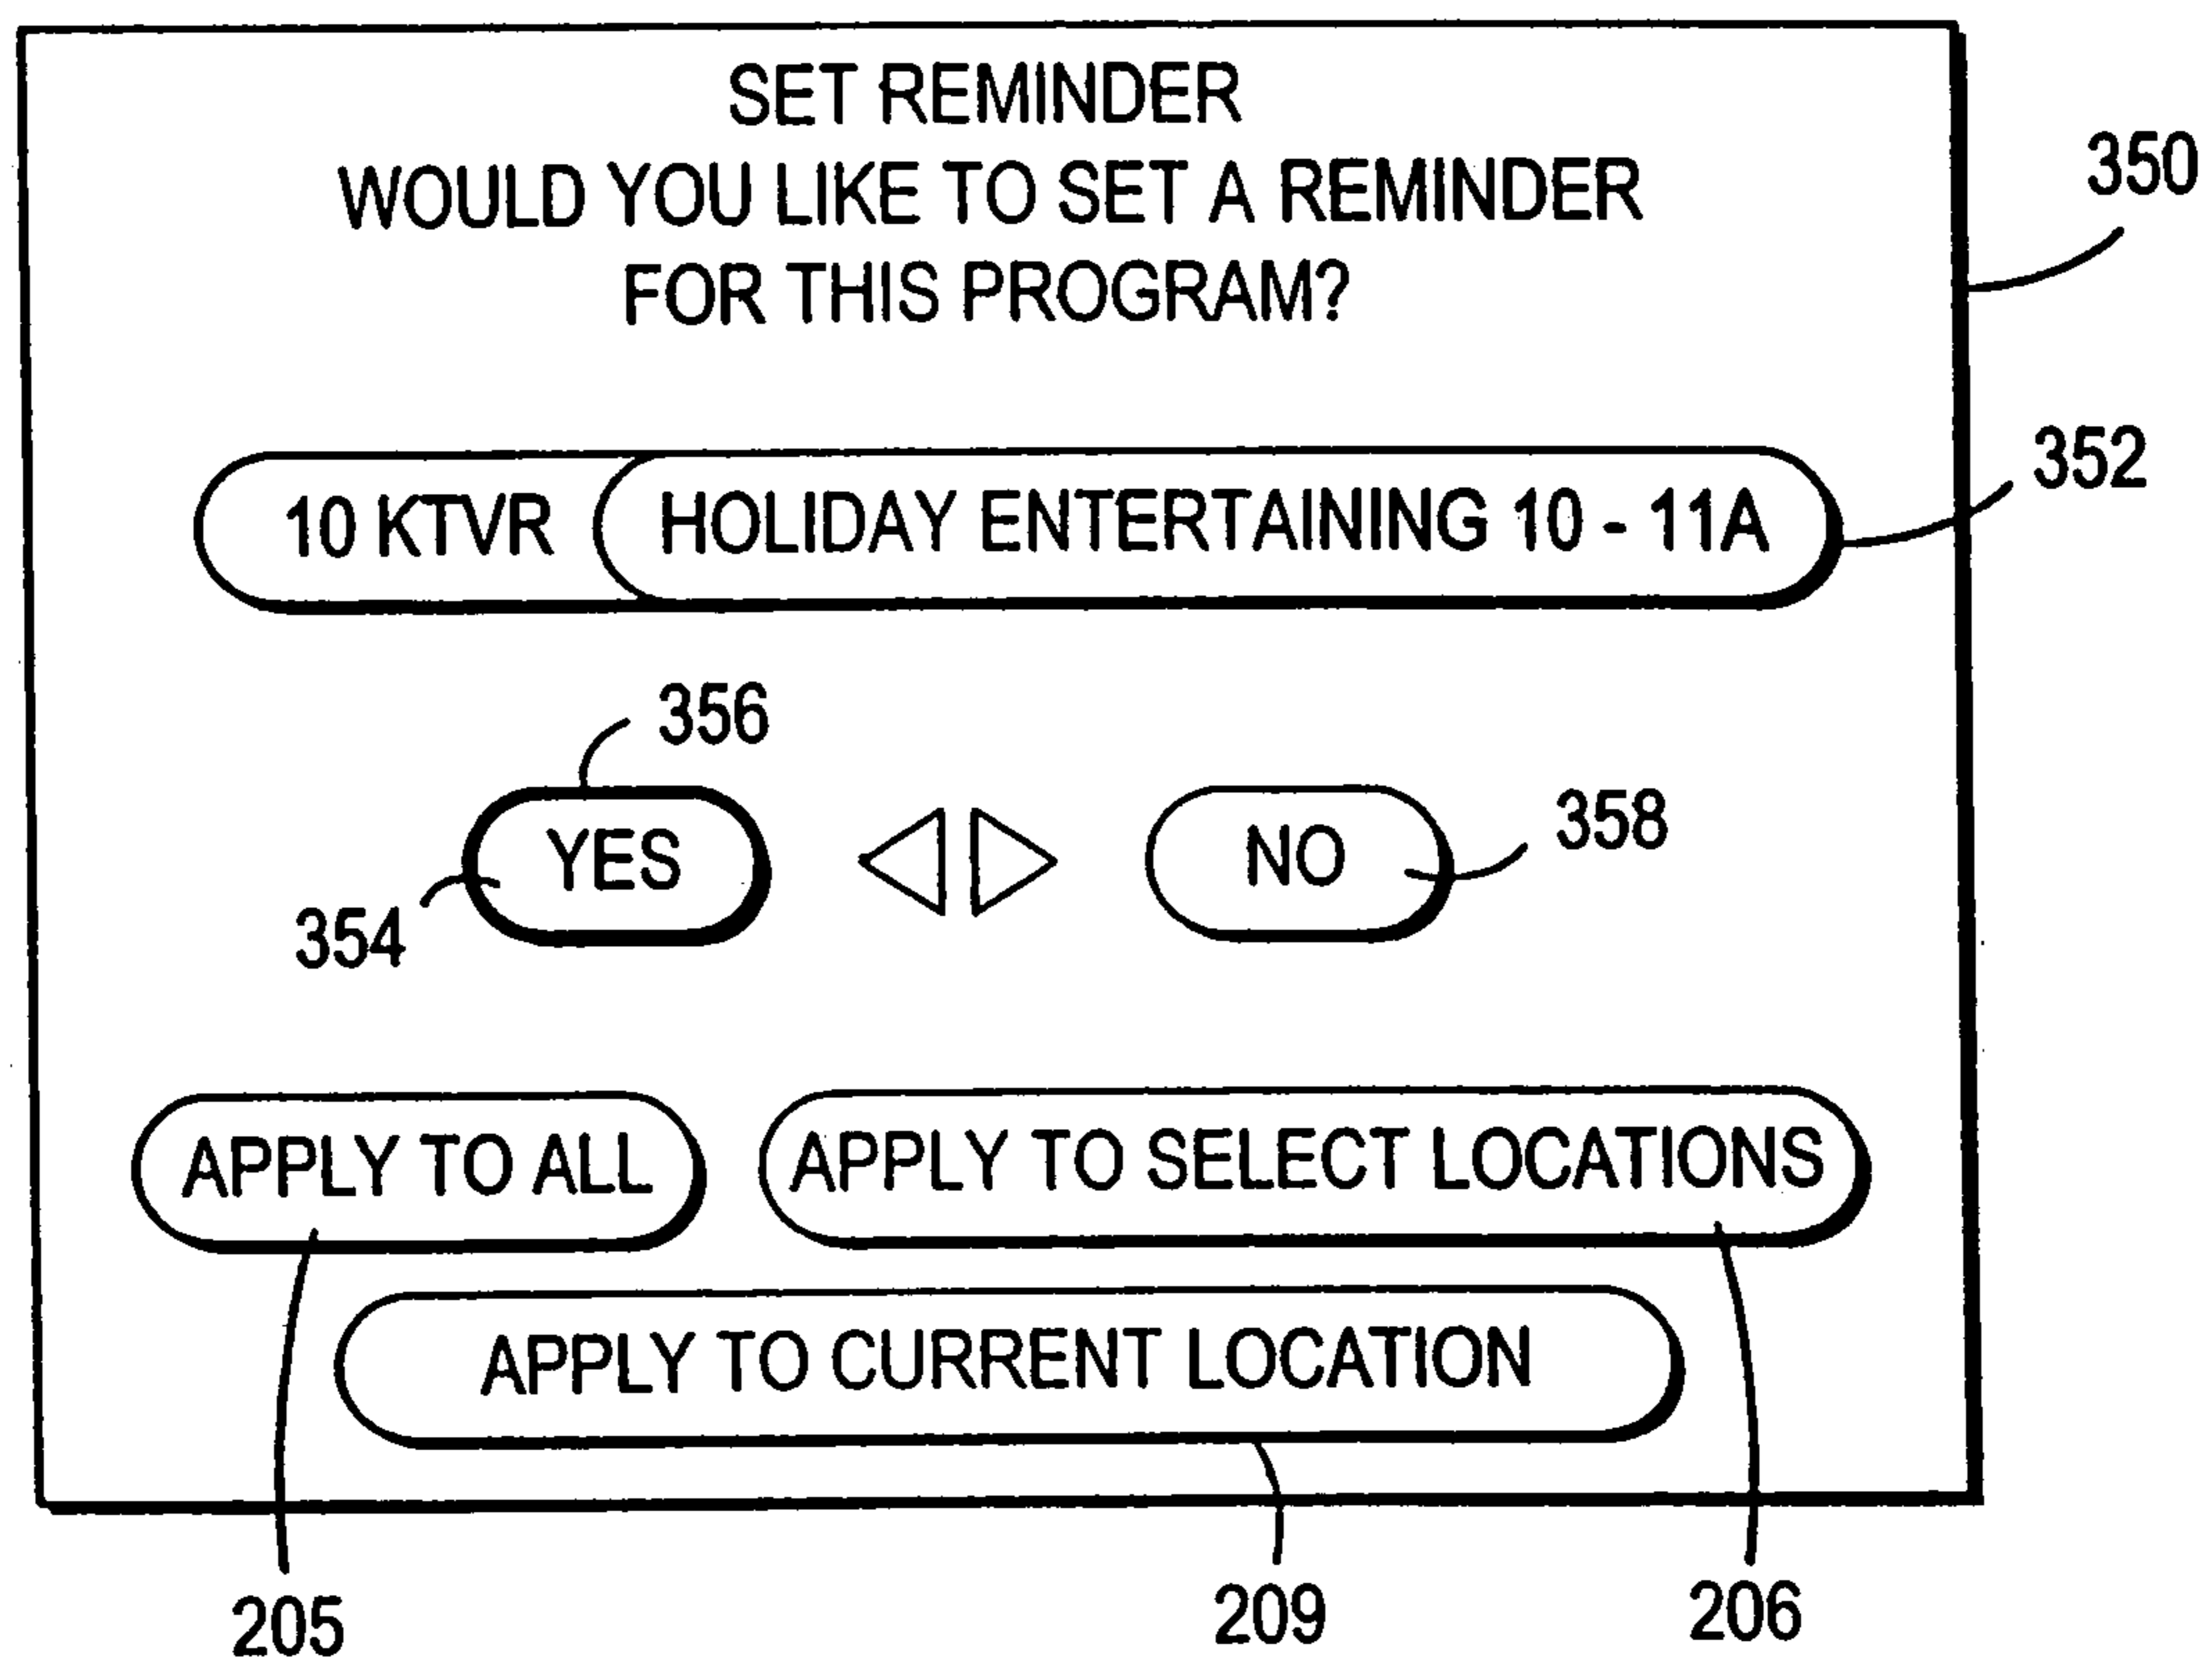 SET REMINDER
WOULD YOU LIKE TO SET A REMINDER
FOR THIS PROGRAM?
350
352
10 KTVR HOLIDAY ENTERTAINING 10 - 11A
356
YES NO
358
354
APPLY TO ALL APPLY TO SELECT LOCATIONS
APPLY TO CURRENT LOCATION
205 209 206